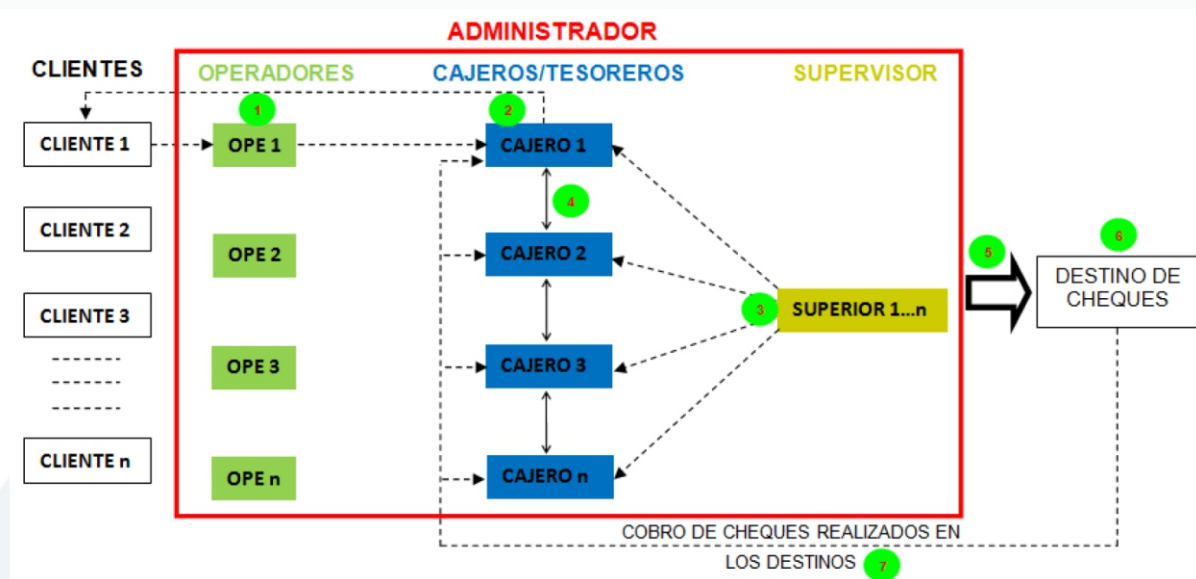 ADMINISTRADOR
CLIENTES
OPERADORES
CAJEROS/TESOREROS
SUPERVISOR
1
2
CLIENTE 1
OPE 1
CAJERO 1
4
CLIENTE 2
OPE 2
CAJERO 2
5
6
DESTINO DE
CHEQUES
CLIENTE 3
3
SUPERIOR 1...n
OPE 3
CAJERO 3
CLIENTE n
OPE n
CAJERO n
COBRO DE CHEQUES REALIZADOS EN
LOS DESTINOS
7